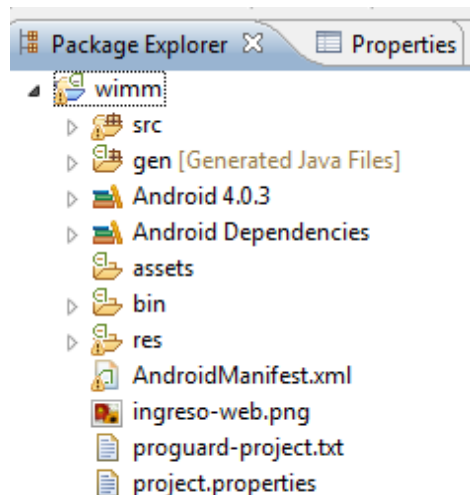 Package Explorer Properties
wimm
src
gen [Generated Java Files]
Android 4.0.3
Android Dependencies
assets
bin
res
AndroidManifest.xml
ingreso-web.png
proguard-project.txt
project.properties